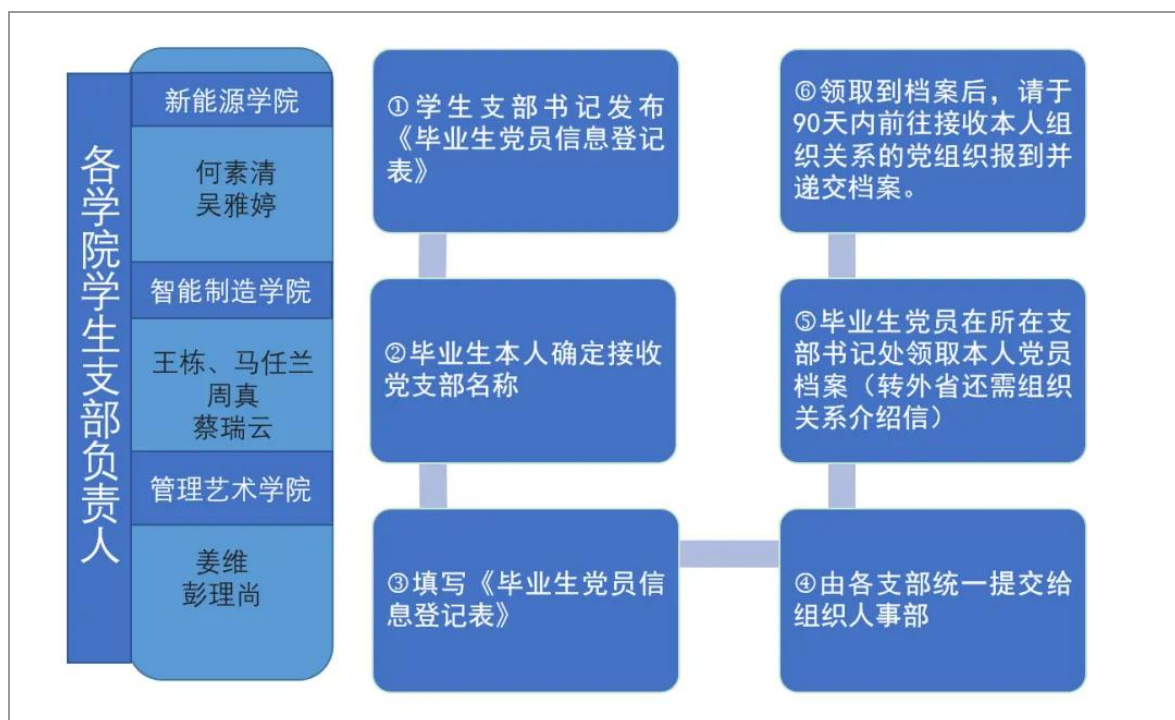 各学院学生支部负责人
新能源学院
何素清
吴雅婷
智能制造学院
王栋、马任兰
周真
蔡瑞云
管理艺术学院
姜维
彭理尚
①学生支部书记发布
《毕业生党员信息登记
表》
②毕业生本人确定接收
党支部名称
③填写《毕业生党员信
息登记表》
④由各支部统一提交给
组织人事部
⑤毕业生党员在所在支
部书记处领取本人党员
档案（转外省还需组织
关系介绍信）
⑥领取到档案后，请于
90天内前往接收本人组
织关系的党组织报到并
递交档案。